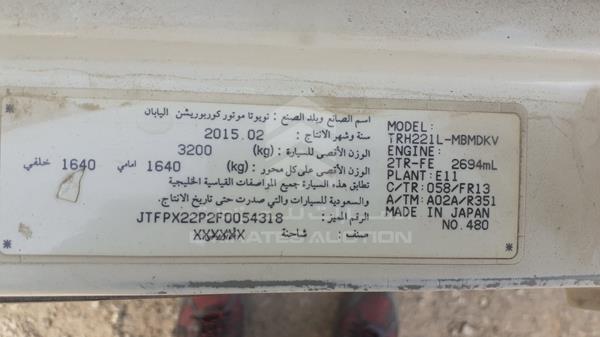 اسم الصانع وبلد الصنع : تويوتا موتور كوربوريشن اليابان
سنة وشهر الانتاج : 2015.02
الوزن الأقصى للسيارة : (kg) 3200
الوزن الأقصى على كل محور : (kg) 1640 امامي 1640 خلفي
تطابق هذه السيارة جميع المواصفات القياسية الخليجية
والسعودية للسيارات والتي صدرت حتى تاريخ الانتاج.
الرقم المميز : JTFPX22P2F0054318
صنف : شاحنة XXXXXX
MODEL:
TRH221L-MBMDKV
ENGINE:
2TR-FE 2694mL
PLANT:E11
C/TR:058/FR13
A/TM:A02A/R351
MADE IN JAPAN
NO.480
EMIRATES AUCTION